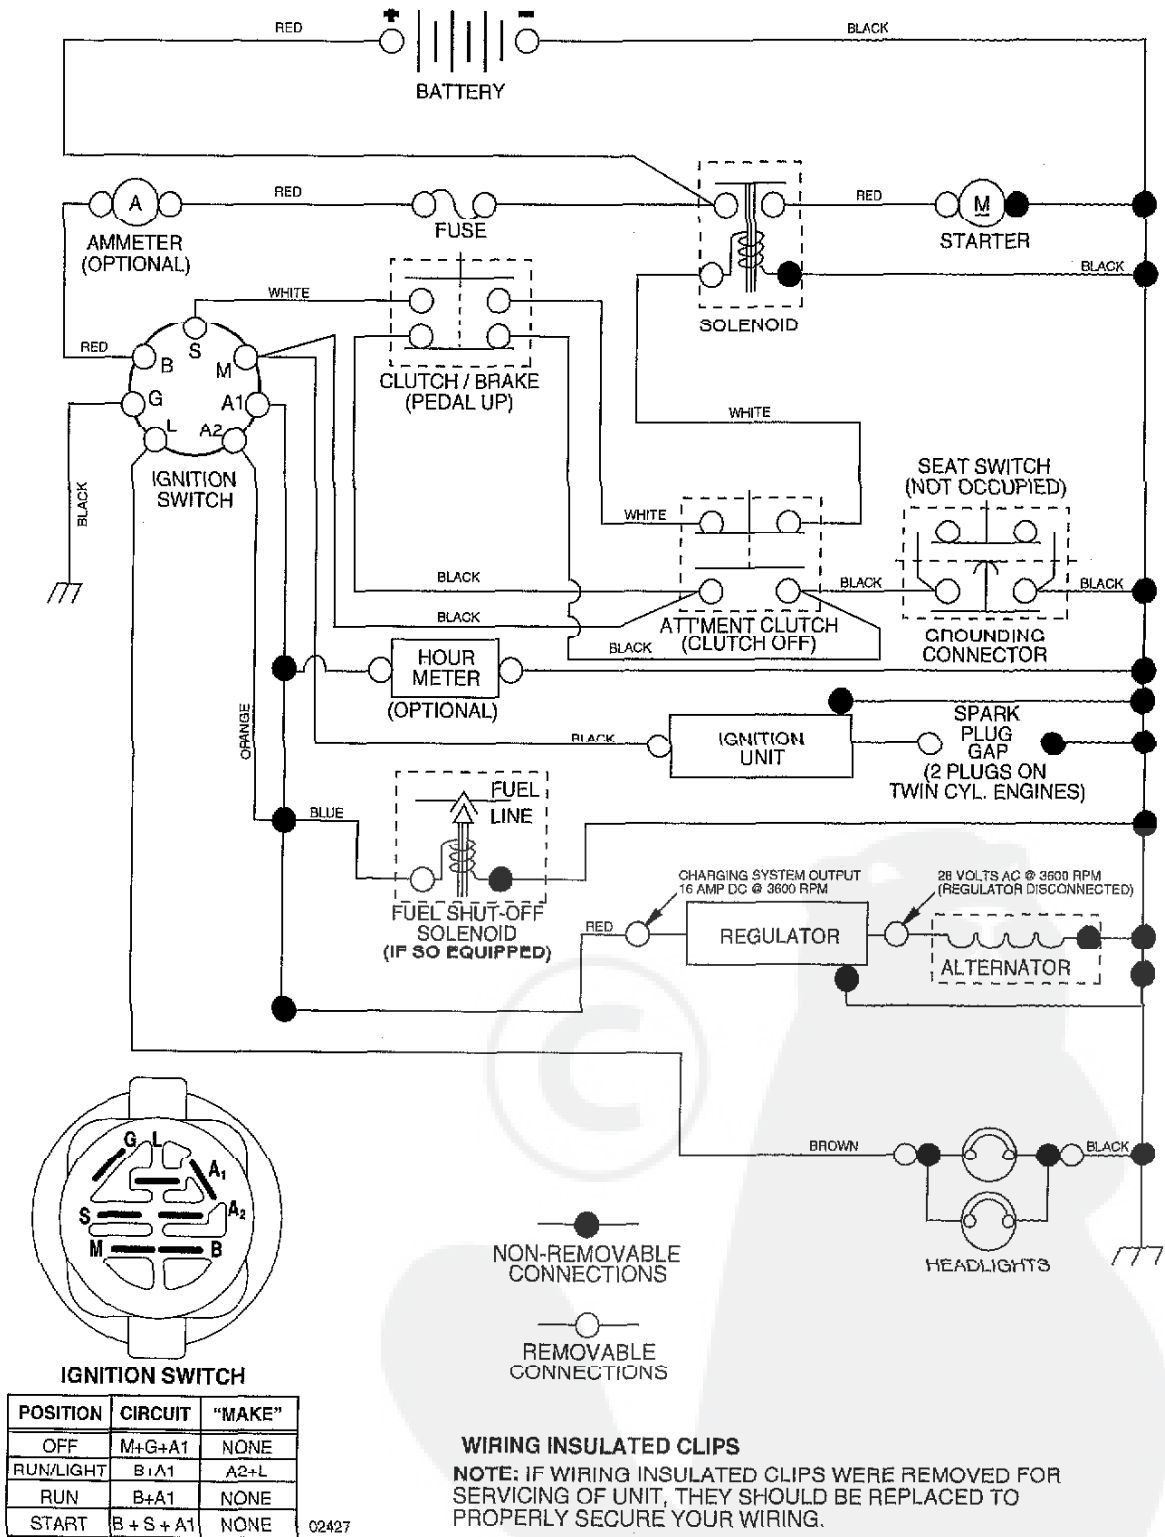 + -
RED
BLACK
BATTERY
A
RED
FUSE
RED
M
STARTER
AMMETER
(OPTIONAL)
BLACK
SOLENOID
WHITE
RED
S
B
M
G
A1
L
A2
IGNITION
SWITCH
CLUTCH / BRAKE
(PEDAL UP)
WHITE
BLACK
SEAT SWITCH
(NOT OCCUPIED)
WHITE
BLACK
BLACK
BLACK
BLACK
ATT'MENT CLUTCH
(CLUTCH OFF)
BLACK
GROUNDING
CONNECTOR
HOUR
METER
(OPTIONAL)
ORANGE
BLACK
IGNITION
UNIT
SPARK
PLUG
GAP
(2 PLUGS ON
TWIN CYL. ENGINES)
BLUE
FUEL
LINE
FUEL SHUT-OFF
SOLENOID
(IF SO EQUIPPED)
CHARGING SYSTEM OUTPUT
16 AMP DC @ 3600 RPM
28 VOLTS AC @ 3600 RPM
(REGULATOR DISCONNECTED)
RED
REGULATOR
ALTERNATOR
©
BROWN
BLACK
HEADLIGHTS
G L
A1
S
A2
M
B
IGNITION SWITCH
NON-REMOVABLE
CONNECTIONS
REMOVABLE
CONNECTIONS
POSITION CIRCUIT "MAKE"
OFF M+G+A1 NONE
RUN/LIGHT B+A1 A2+L
RUN B+A1 NONE
START B + S + A1 NONE
02427
WIRING INSULATED CLIPS
NOTE: IF WIRING INSULATED CLIPS WERE REMOVED FOR
SERVICING OF UNIT, THEY SHOULD BE REPLACED TO
PROPERLY SECURE YOUR WIRING.